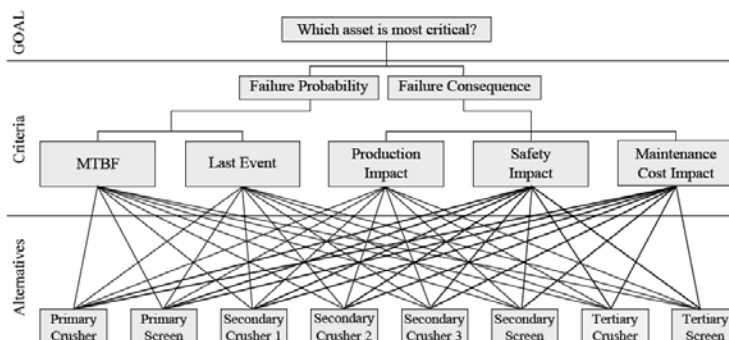 GOAL
Which asset is most critical?
Criteria
Failure Probability
Failure Consequence
MTBF
Last Event
Production
Impact
Safety
Impact
Maintenance
Cost Impact
Alternatives
Primary
Crusher
Primary
Screen
Secondary
Crusher 1
Secondary
Crusher 2
Secondary
Crusher 3
Secondary
Screen
Tertiary
Crusher
Tertiary
Screen